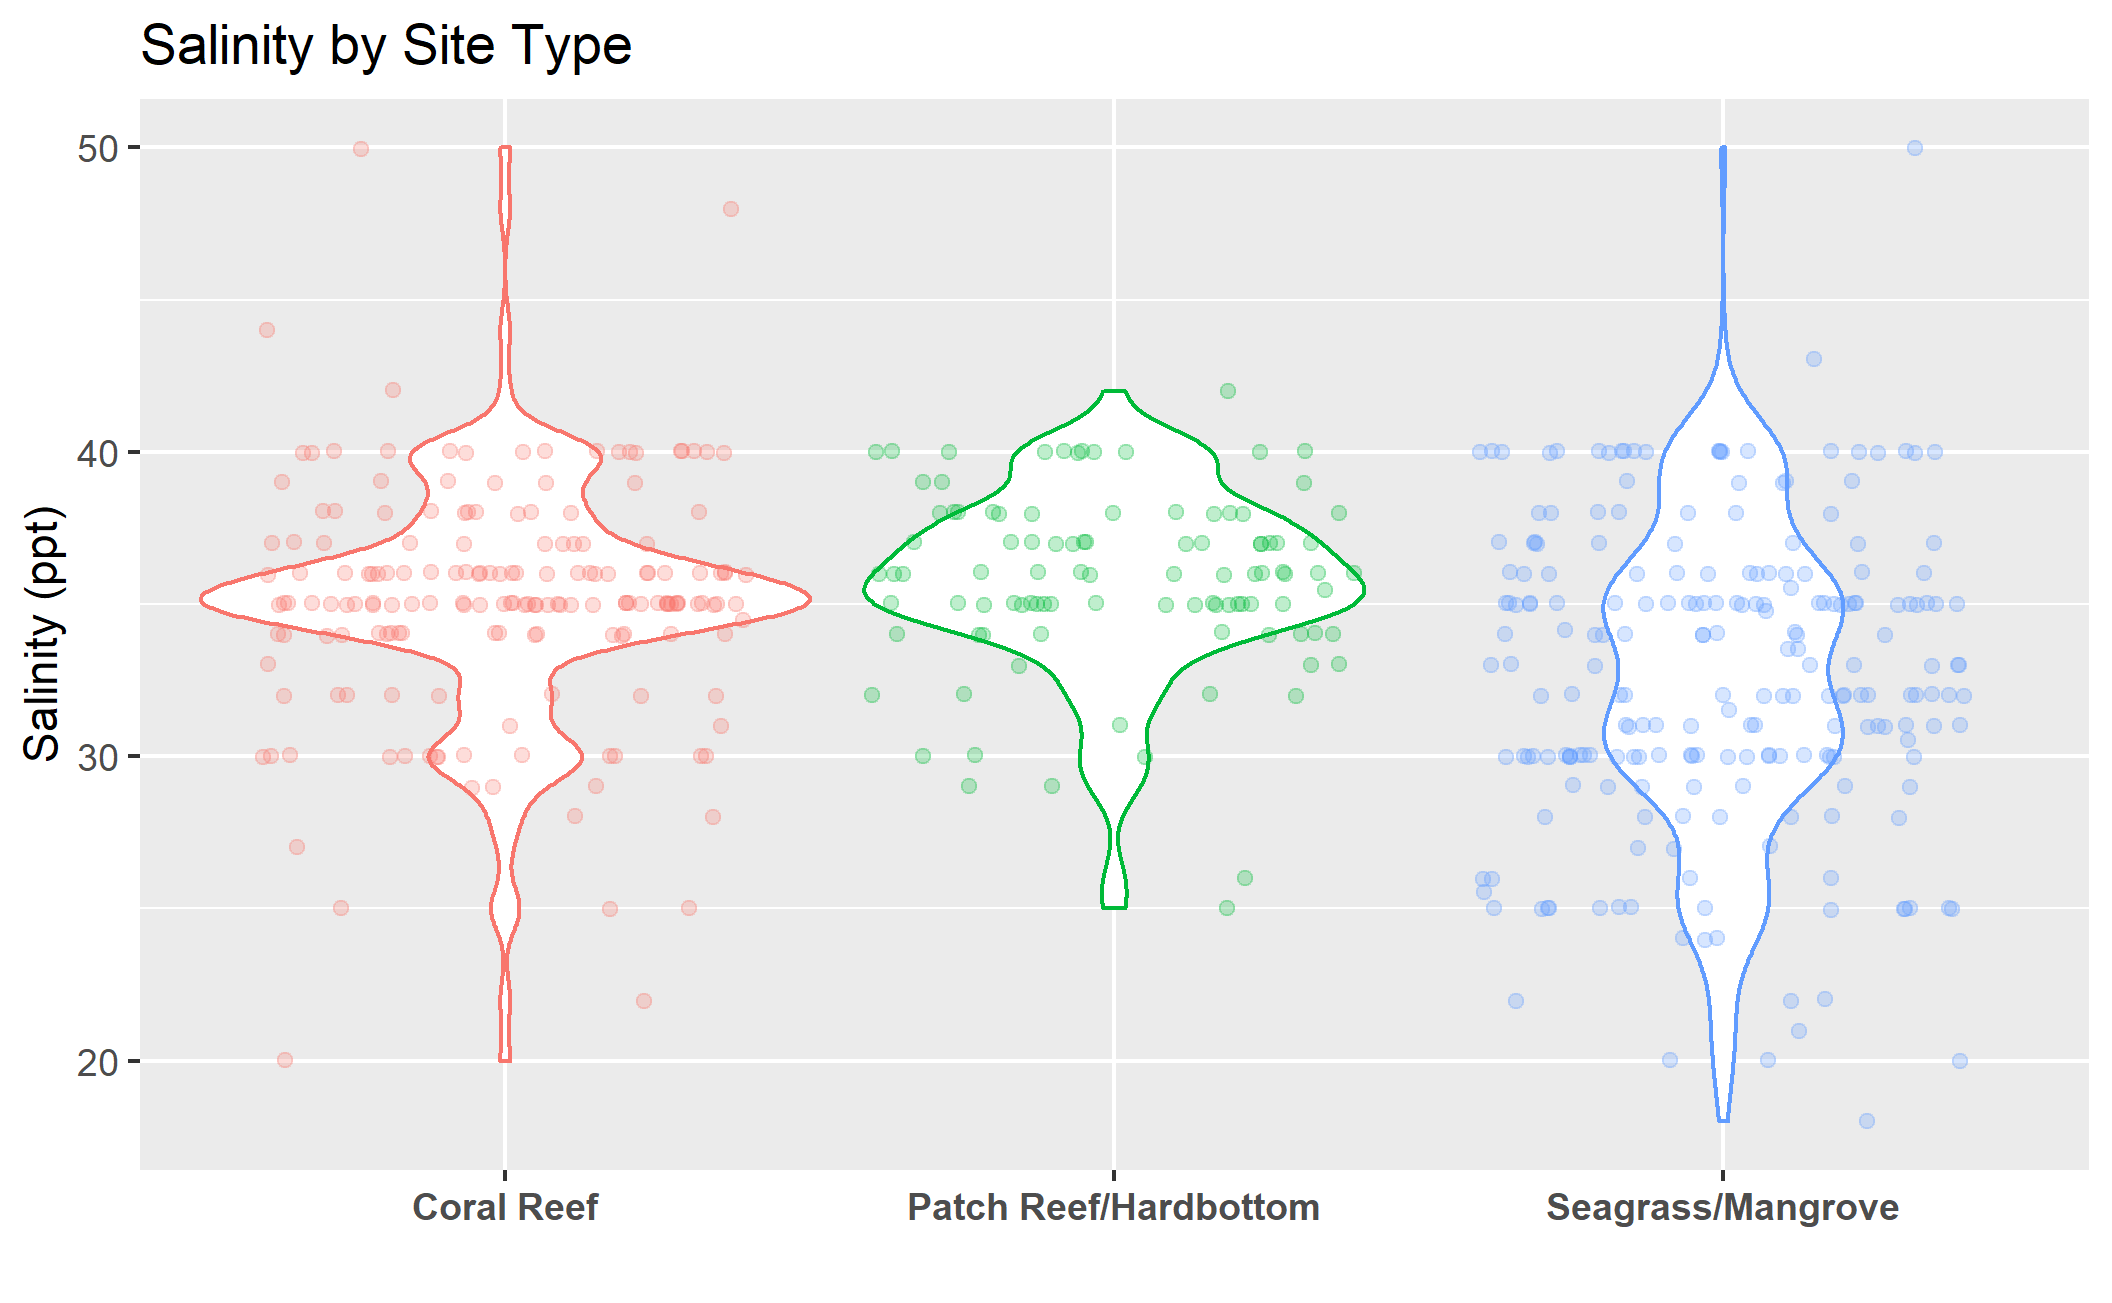 Salinity by Site Type
Salinity (ppt)
50
40
30
20
Coral Reef
Patch Reef/Hardbottom
Seagrass/Mangrove